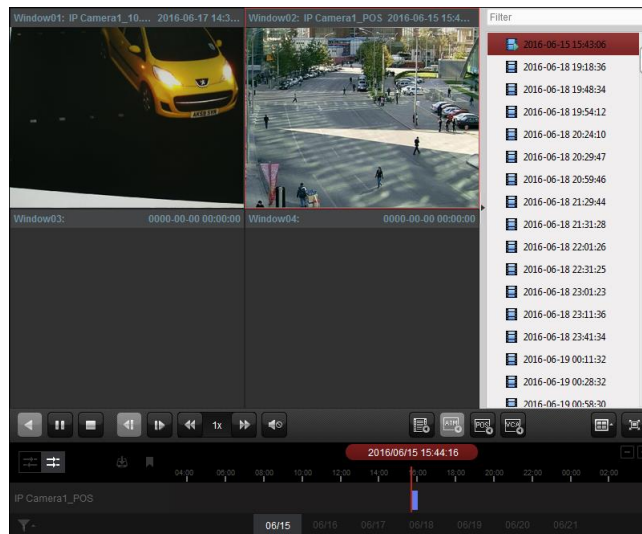 Window01: IP Camera1_10.... 2016-06-17 14:3...
Window02: IP Camera1_POS 2016-06-15 15:4...
Filter
2016-06-15 15:43:06
2016-06-18 19:18:36
2016-06-18 19:48:34
2016-06-18 19:54:12
2016-06-18 20:24:10
2016-06-18 20:29:47
2016-06-18 20:59:46
2016-06-18 21:29:44
2016-06-18 21:31:28
2016-06-18 22:01:26
2016-06-18 22:31:25
2016-06-18 23:01:23
2016-06-18 23:11:36
2016-06-18 23:41:34
2016-06-19 00:11:32
2016-06-19 00:28:32
2016-06-19 00:58:30
Window03: 0000-00-00 00:00:00
Window04: 0000-00-00 00:00:00
1x
ATM
POS
VCA
2016/06/15 15:44:16
04:00 06:00 08:00 10:00 12:00 14:00 16:00 18:00 20:00 22:00 00:00 02:00
IP Camera1_POS
06/15 06/16 06/17 06/18 06/19 06/20 06/21